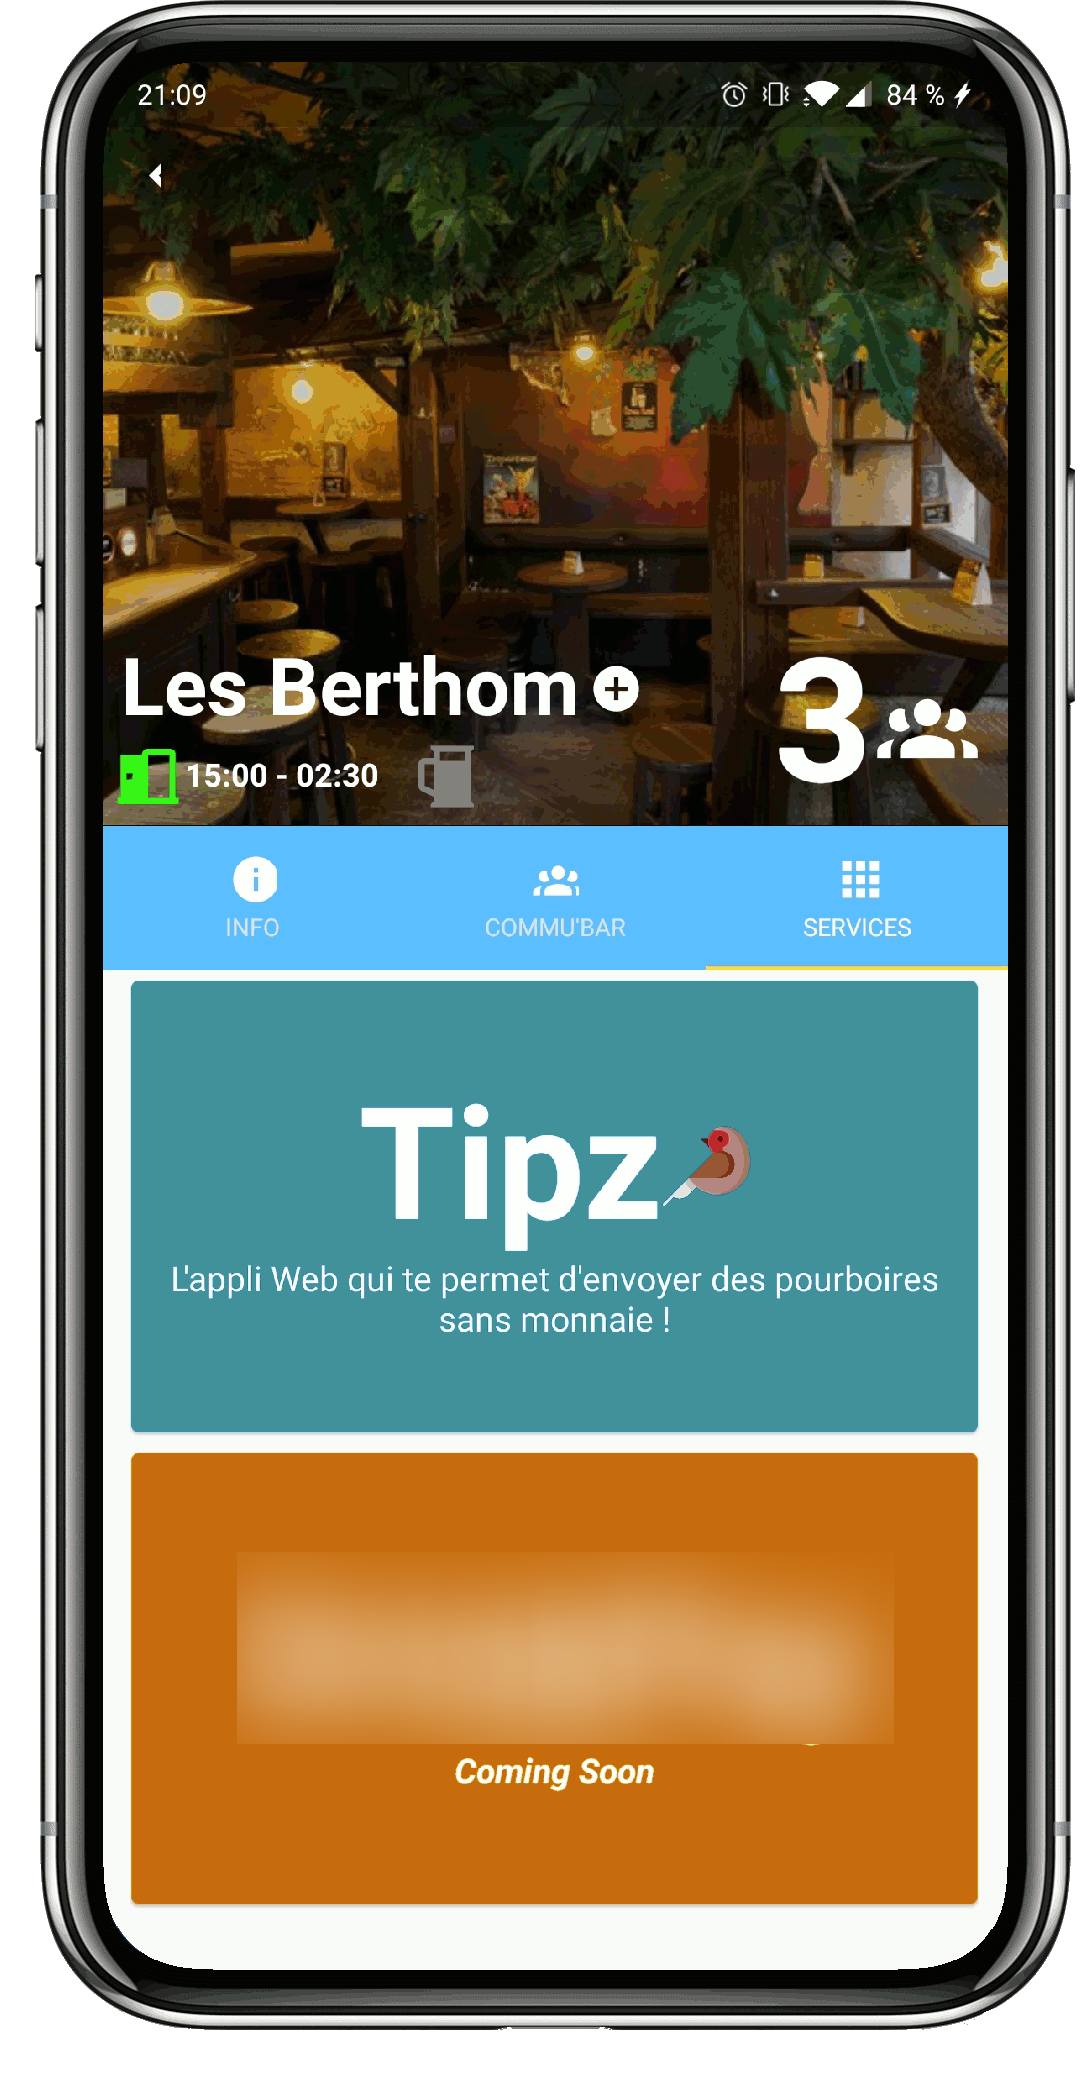 21:09
84 %
Les Berthom
3
15:00 - 02:30
INFO
COMMU'BAR
SERVICES
Tipz
L'appli Web qui te permet d'envoyer des pourboires
sans monnaie !
Coming Soon